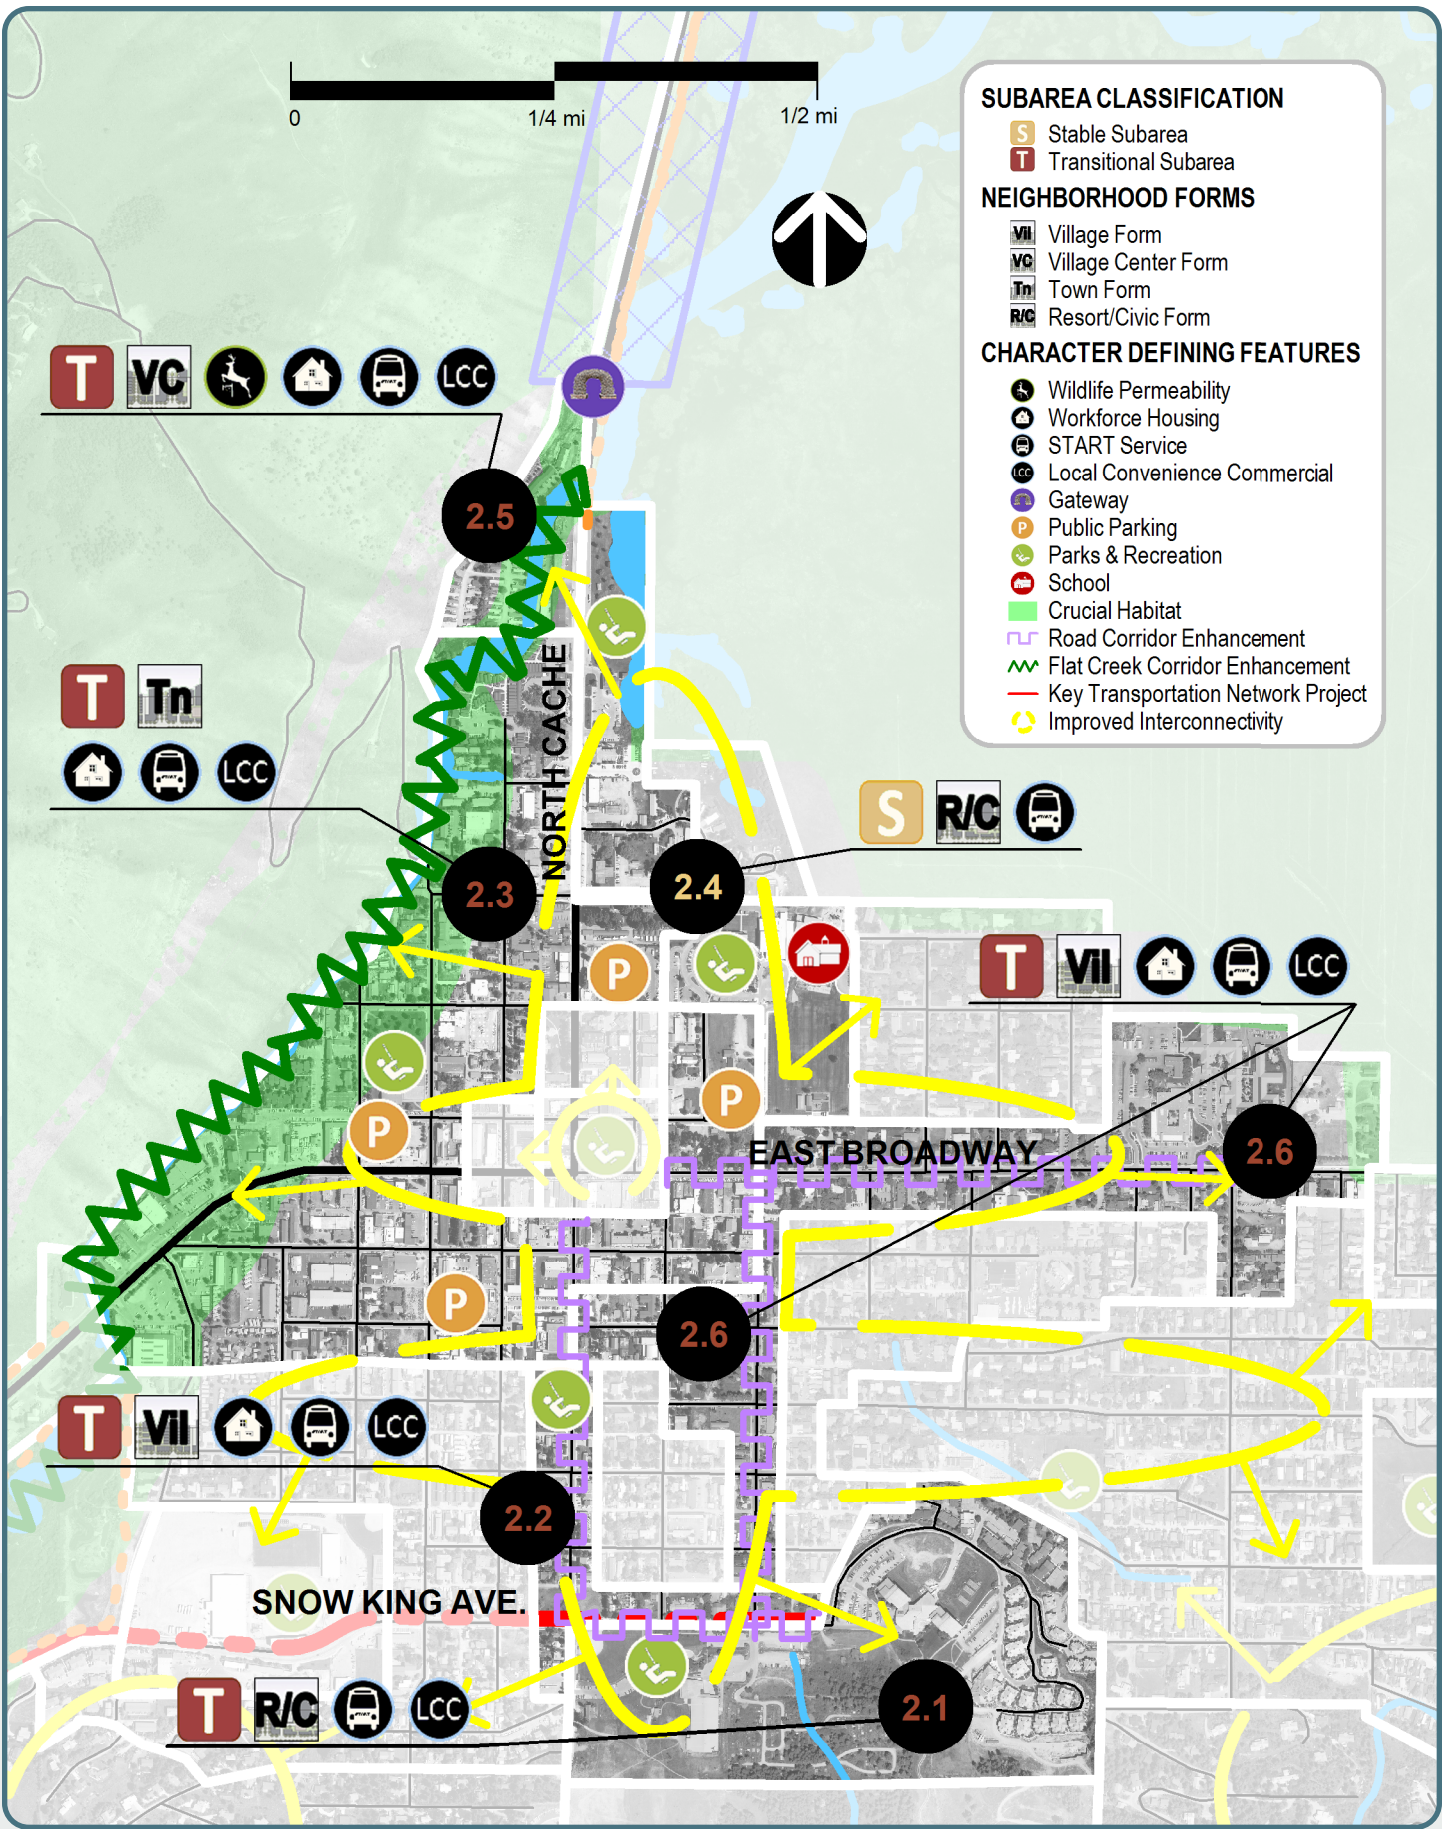 0
1/4 mi
1/2 mi
SUBAREA CLASSIFICATION
S Stable Subarea
T Transitional Subarea
NEIGHBORHOOD FORMS
Vil Village Form
VC Village Center Form
Tn Town Form
R/C Resort/Civic Form
CHARACTER DEFINING FEATURES
Wildlife Permeability
Workforce Housing
START Service
LCC Local Convenience Commercial
Gateway
P Public Parking
Parks & Recreation
School
Crucial Habitat
Road Corridor Enhancement
Flat Creek Corridor Enhancement
Key Transportation Network Project
Improved Interconnectivity
T VC LCC
2.5
T Tn
LCC
NORTH CACHE
S R/C
2.3
2.4
T Vil LCC
P
P
P
EAST BROADWAY
2.6
P
2.6
T Vil LCC
2.2
SNOW KING AVE.
T R/C LCC
2.1